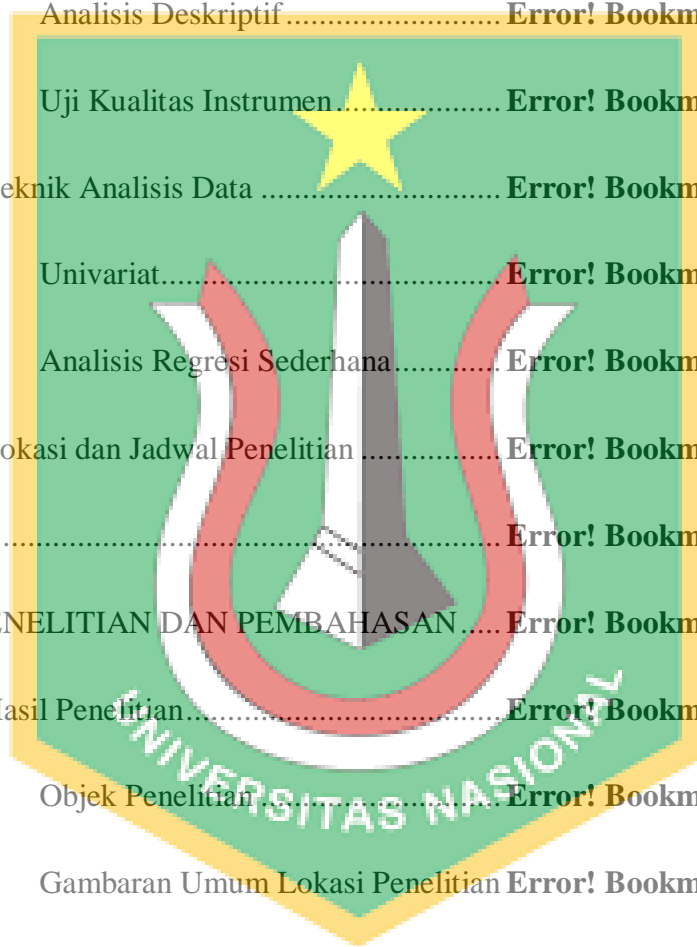 Analisis Deskriptif........................ Error! Bookm
Uji Kualitas Instrumen................... Error! Bookm
eknik Analisis Data ........................... Error! Bookm
Univariat...................................... Error! Bookm
Analisis Regresi Sederhana............ Error! Bookm
okasi dan Jadwal Penelitian ................ Error! Bookm
........................................................ Error! Bookm
ENELITIAN DAN PEMBAHASAN..... Error! Bookm
Hasil Penelitian................................... Error! Bookm
Objek Penelitian ........................... Error! Bookm
Gambaran Umum Lokasi Penelitian Error! Bookm
UNIVERSITAS NASIONAL